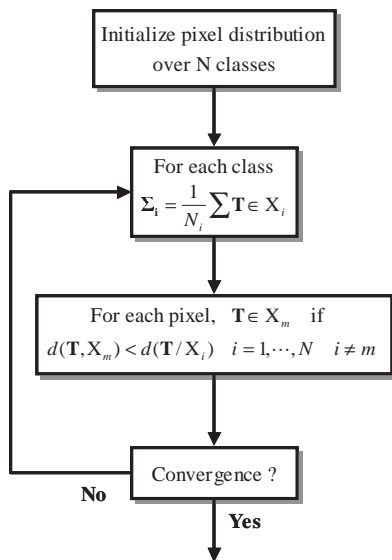 Initialize pixel distribution
over N classes
For each class
Σᵢ = 1/Nᵢ ∑ T ∈ Xᵢ
For each pixel, T ∈ Xₘ if
d(T, Xₘ) < d(T / Xᵢ) i = 1,⋯, N i ≠ m
Convergence ?
No
Yes